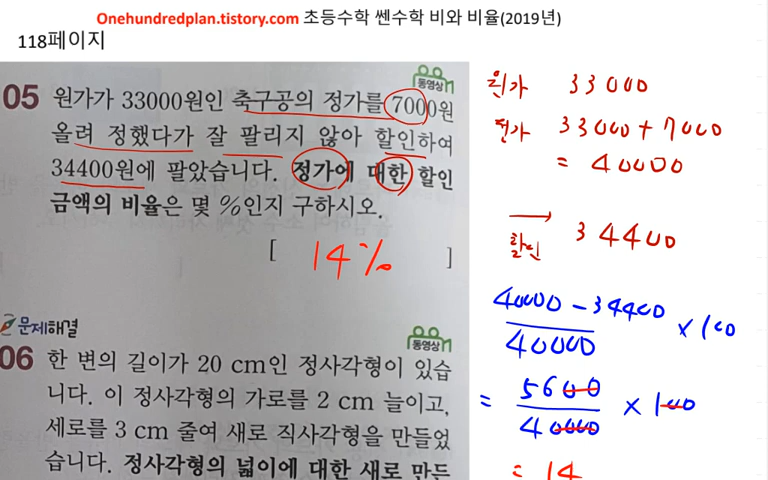 Onehundredplan.tistory.com 초등수학 쎈수학 비와 비율(2019년)
118페이지
동영상
05 원가가 33000원인 축구공의 정가를 7000원
올려 정했다가 잘 팔리지 않아 할인하여
34400원에 팔았습니다. 정가에 대한 할인
금액의 비율은 몇 %인지 구하시오.
[ 14% ]
문제해결
동영상
06 한 변의 길이가 20 cm인 정사각형이 있습
니다. 이 정사각형의 가로를 2 cm 늘이고,
세로를 3 cm 줄여 새로 직사각형을 만들었
습니다. 정사각형의 넓이에 대한 새로 만든
원가 33000
정가 33000+7000
= 40000
할인 34400
40000-34400
40000
×100
= 5600
40000
×100
= 14